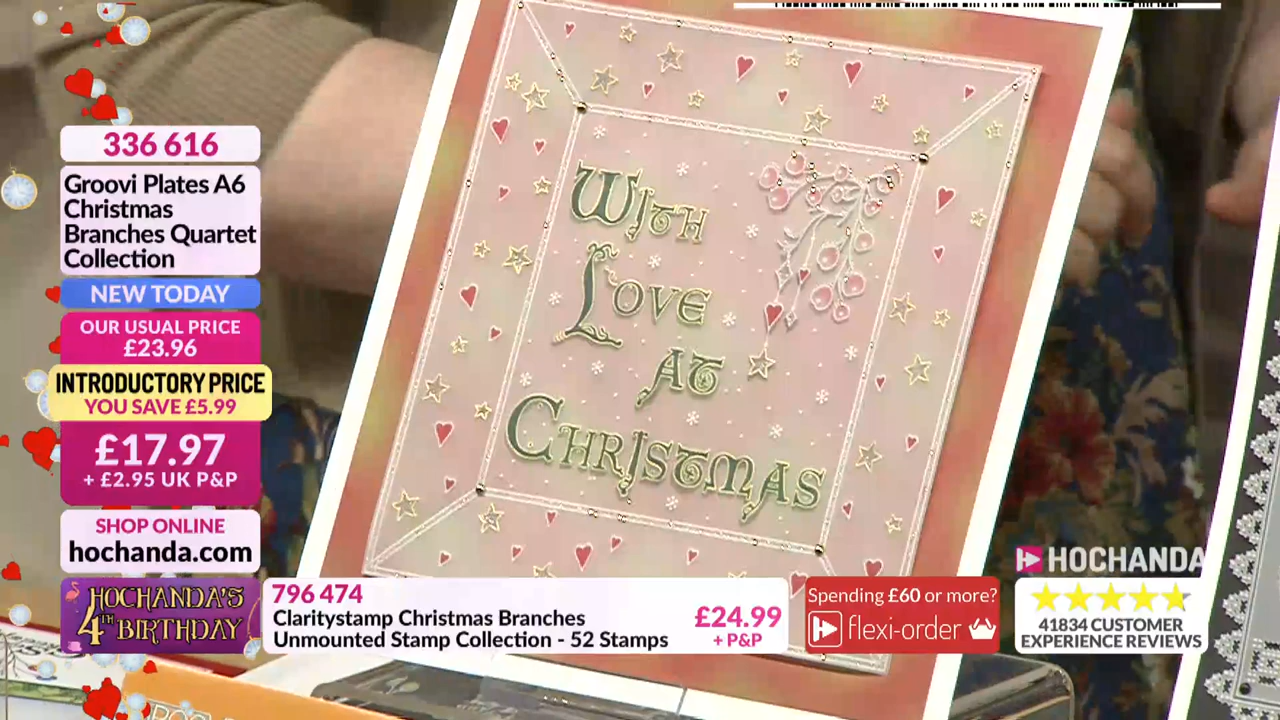 336 616
Groovi Plates A6
Christmas
Branches Quartet
Collection
NEW TODAY
OUR USUAL PRICE
£23.96
INTRODUCTORY PRICE
YOU SAVE £5.99
£17.97
+ £2.95 UK P&P
SHOP ONLINE
hochanda.com
With
Love
at
Christmas
HOCHANDA'S
4TH BIRTHDAY
796 474
Claritystamp Christmas Branches
Unmounted Stamp Collection - 52 Stamps
£24.99
+ P&P
Spending £60 or more?
flexi-order
HOCHANDA
41834 CUSTOMER
EXPERIENCE REVIEWS